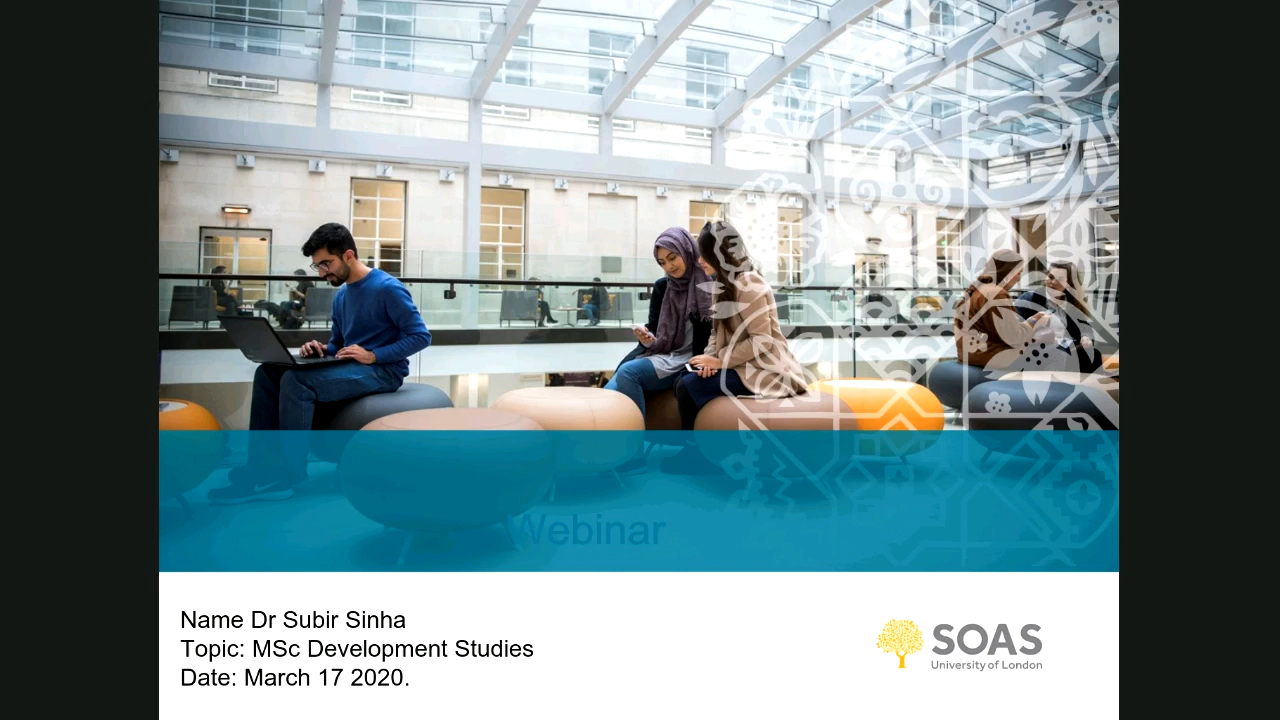 Webinar
Name Dr Subir Sinha
Topic: MSc Development Studies
Date: March 17 2020.
SOAS
University of London